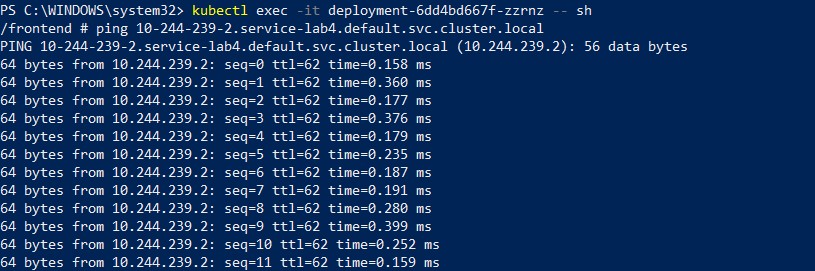 PS C:\WINDOWS\system32> kubectl exec -it deployment-6dd4bd667f-zzrnz -- sh
/frontend # ping 10-244-239-2.service-lab4.default.svc.cluster.local
PING 10-244-239-2.service-lab4.default.svc.cluster.local (10.244.239.2): 56 data bytes
64 bytes from 10.244.239.2: seq=0 ttl=62 time=0.158 ms
64 bytes from 10.244.239.2: seq=1 ttl=62 time=0.360 ms
64 bytes from 10.244.239.2: seq=2 ttl=62 time=0.177 ms
64 bytes from 10.244.239.2: seq=3 ttl=62 time=0.376 ms
64 bytes from 10.244.239.2: seq=4 ttl=62 time=0.179 ms
64 bytes from 10.244.239.2: seq=5 ttl=62 time=0.235 ms
64 bytes from 10.244.239.2: seq=6 ttl=62 time=0.187 ms
64 bytes from 10.244.239.2: seq=7 ttl=62 time=0.191 ms
64 bytes from 10.244.239.2: seq=8 ttl=62 time=0.280 ms
64 bytes from 10.244.239.2: seq=9 ttl=62 time=0.399 ms
64 bytes from 10.244.239.2: seq=10 ttl=62 time=0.252 ms
64 bytes from 10.244.239.2: seq=11 ttl=62 time=0.159 ms